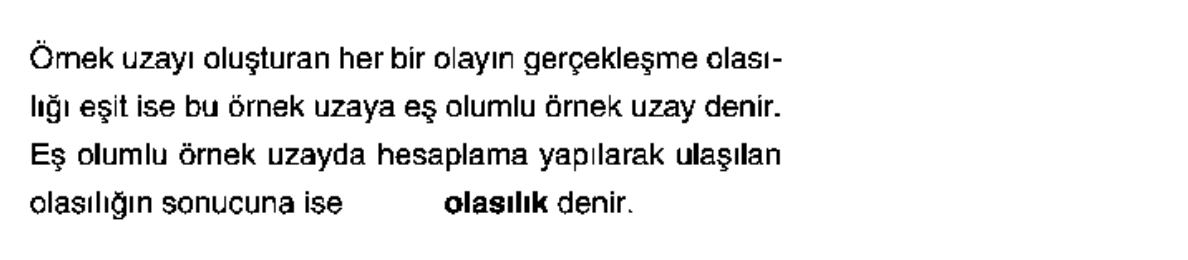 Örnek uzayı oluşturan her bir olayın gerçekleşme olası-
lığı eşit ise bu örnek uzaya eş olumlu örnek uzay denir.
Eş olumlu örnek uzayda hesaplama yapılarak ulaşılan
olasılığın sonucuna ise olasılık denir.